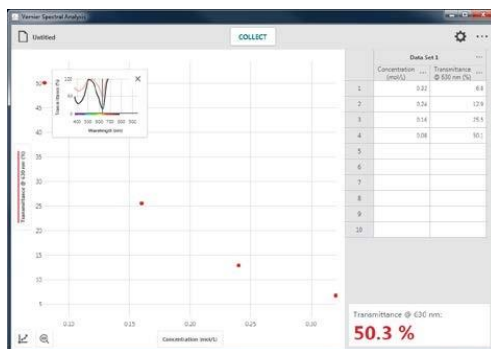 Vernier Spectral Analysis
Untitled
COLLECT
Data Set 1
Concentration
(mol/L)
Transmittance
@ 630 nm (%)
1 0.32 6.8
2 0.24 12.9
3 0.16 25.5
4 0.08 50.1
5
6
7
8
9
10
100
50
0
400 500 600 700 800 900
Wavelength (nm)
Transmittance (%)
50
45
40
35
30
25
20
15
10
5
Transmittance @ 630 nm (%)
0.10
0.15
0.20
0.25
0.30
Concentration (mol/L)
Transmittance @ 630 nm:
50.3 %